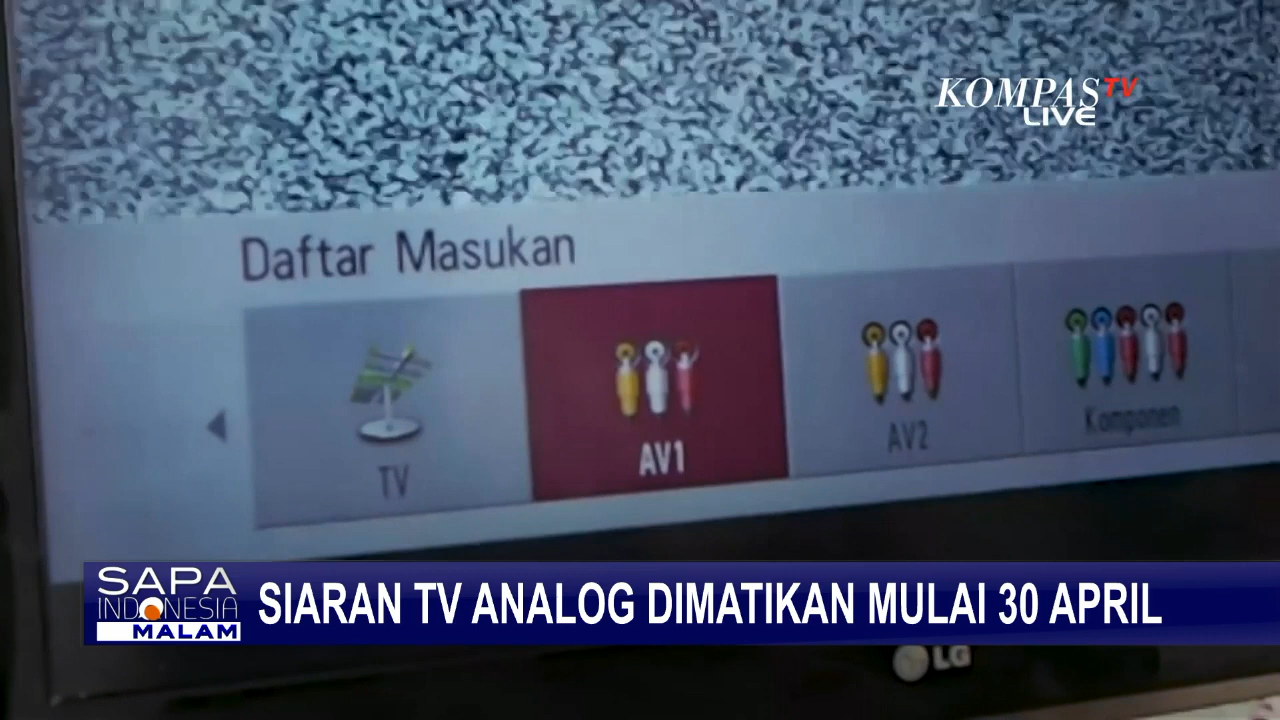 KOMPAS TV
LIVE
Daftar Masukan
TV
AV1
AV2
Komponen
SAPA
INDONESIA
MALAM
SIARAN TV ANALOG DIMATIKAN MULAI 30 APRIL
LG